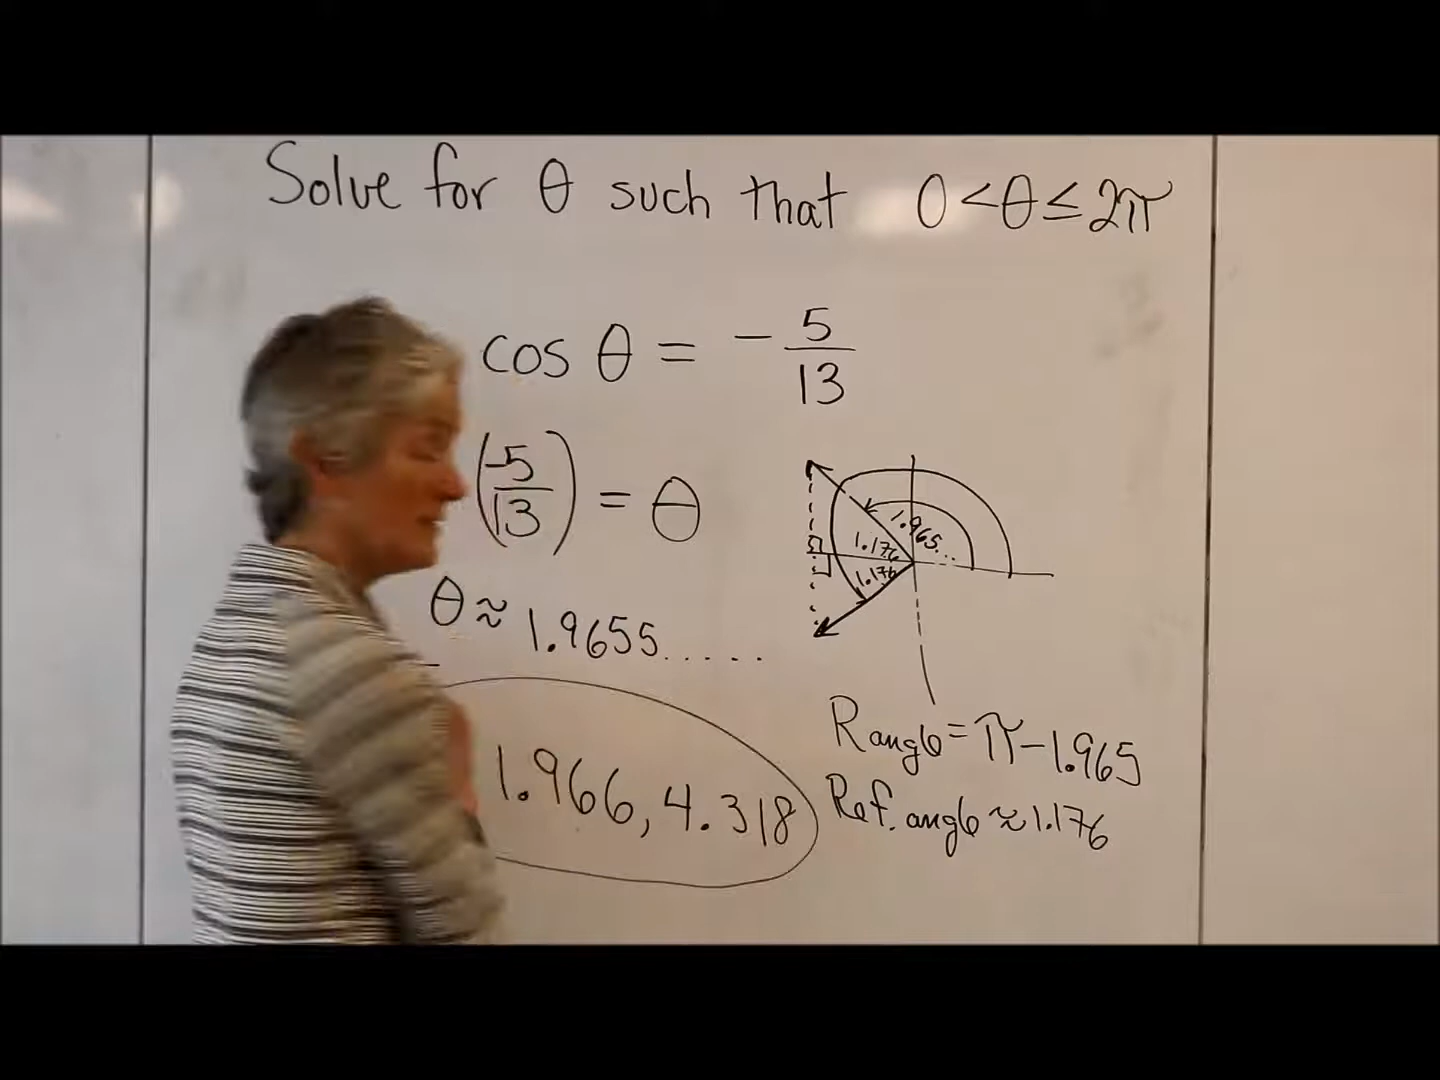 Solve for θ such that 0 < θ ≤ 2π
cos θ = - 5/13
(-5/13) = θ
1.965...
1.176
1.176
θ ≈ 1.9655.....
R angle = π - 1.965
1.966, 4.318
Ref. angle ≈ 1.176